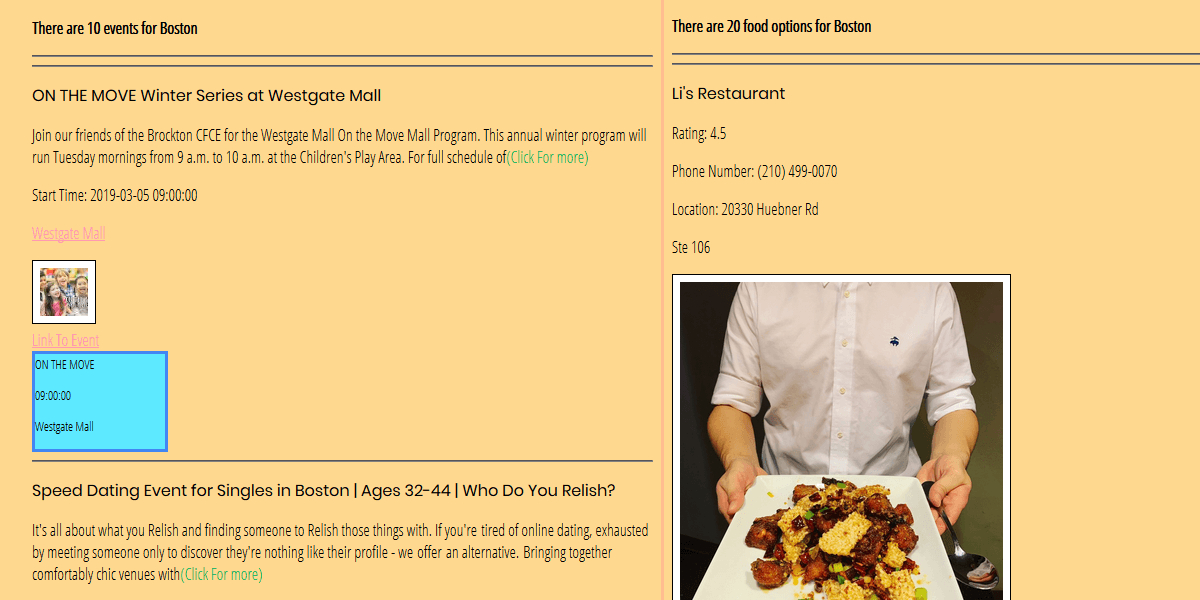 There are 10 events for Boston
ON THE MOVE Winter Series at Westgate Mall
Join our friends of the Brockton CFCE for the Westgate Mall On the Move Mall Program. This annual winter program will
run Tuesday mornings from 9 a.m. to 10 a.m. at the Children's Play Area. For full schedule of(Click For more)
Start Time: 2019-03-05 09:00:00
Westgate Mall
Link To Event
ON THE MOVE
09:00:00
Westgate Mall
Speed Dating Event for Singles in Boston | Ages 32-44 | Who Do You Relish?
It's all about what you Relish and finding someone to Relish those things with. If you're tired of online dating, exhausted
by meeting someone only to discover they're nothing like their profile - we offer an alternative. Bringing together
comfortably chic venues with(Click For more)
There are 20 food options for Boston
Li's Restaurant
Rating: 4.5
Phone Number: (210) 499-0070
Location: 20330 Huebner Rd
Ste 106